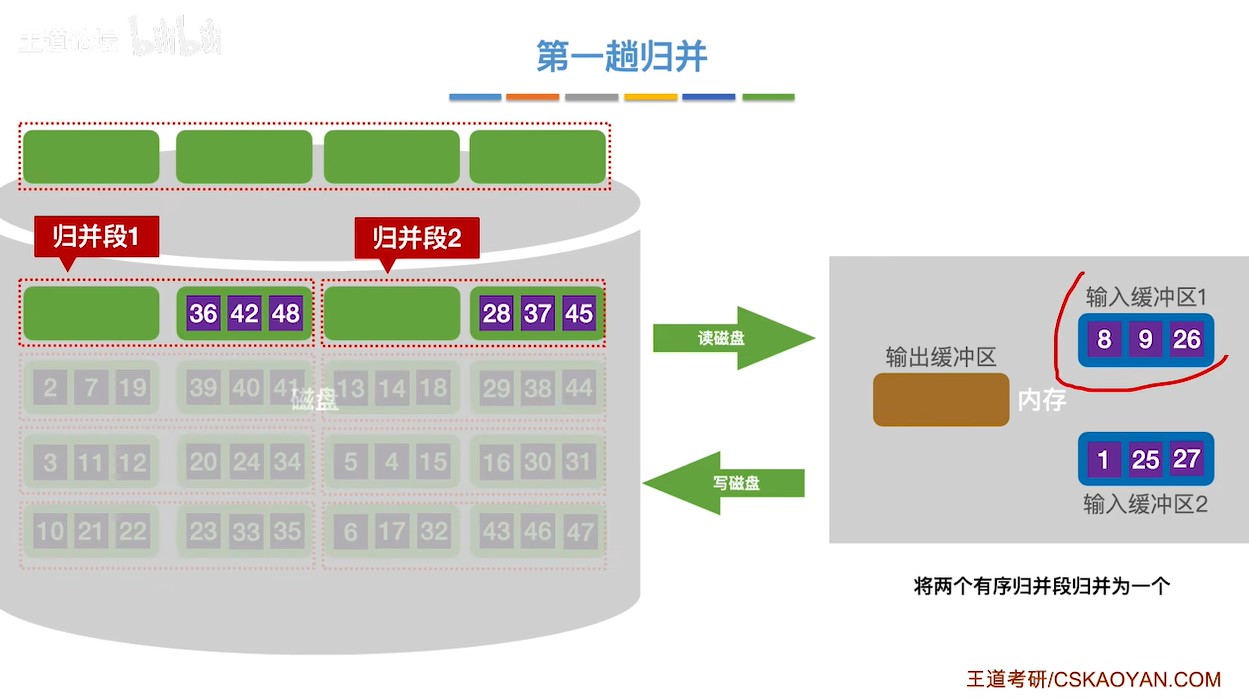 王道论坛 bilibili
第一趟归并
归并段1 归并段2
36 42 48 28 37 45
2 7 19 39 40 41 13 14 18 29 38 44
磁盘
3 11 12 20 24 34 5 4 15 16 30 31
10 21 22 23 33 35 6 17 32 43 46 47
读磁盘
写磁盘
输入缓冲区1
8 9 26
输出缓冲区
内存
1 25 27
输入缓冲区2
将两个有序归并段归并为一个
王道考研/CSKAOYAN.COM